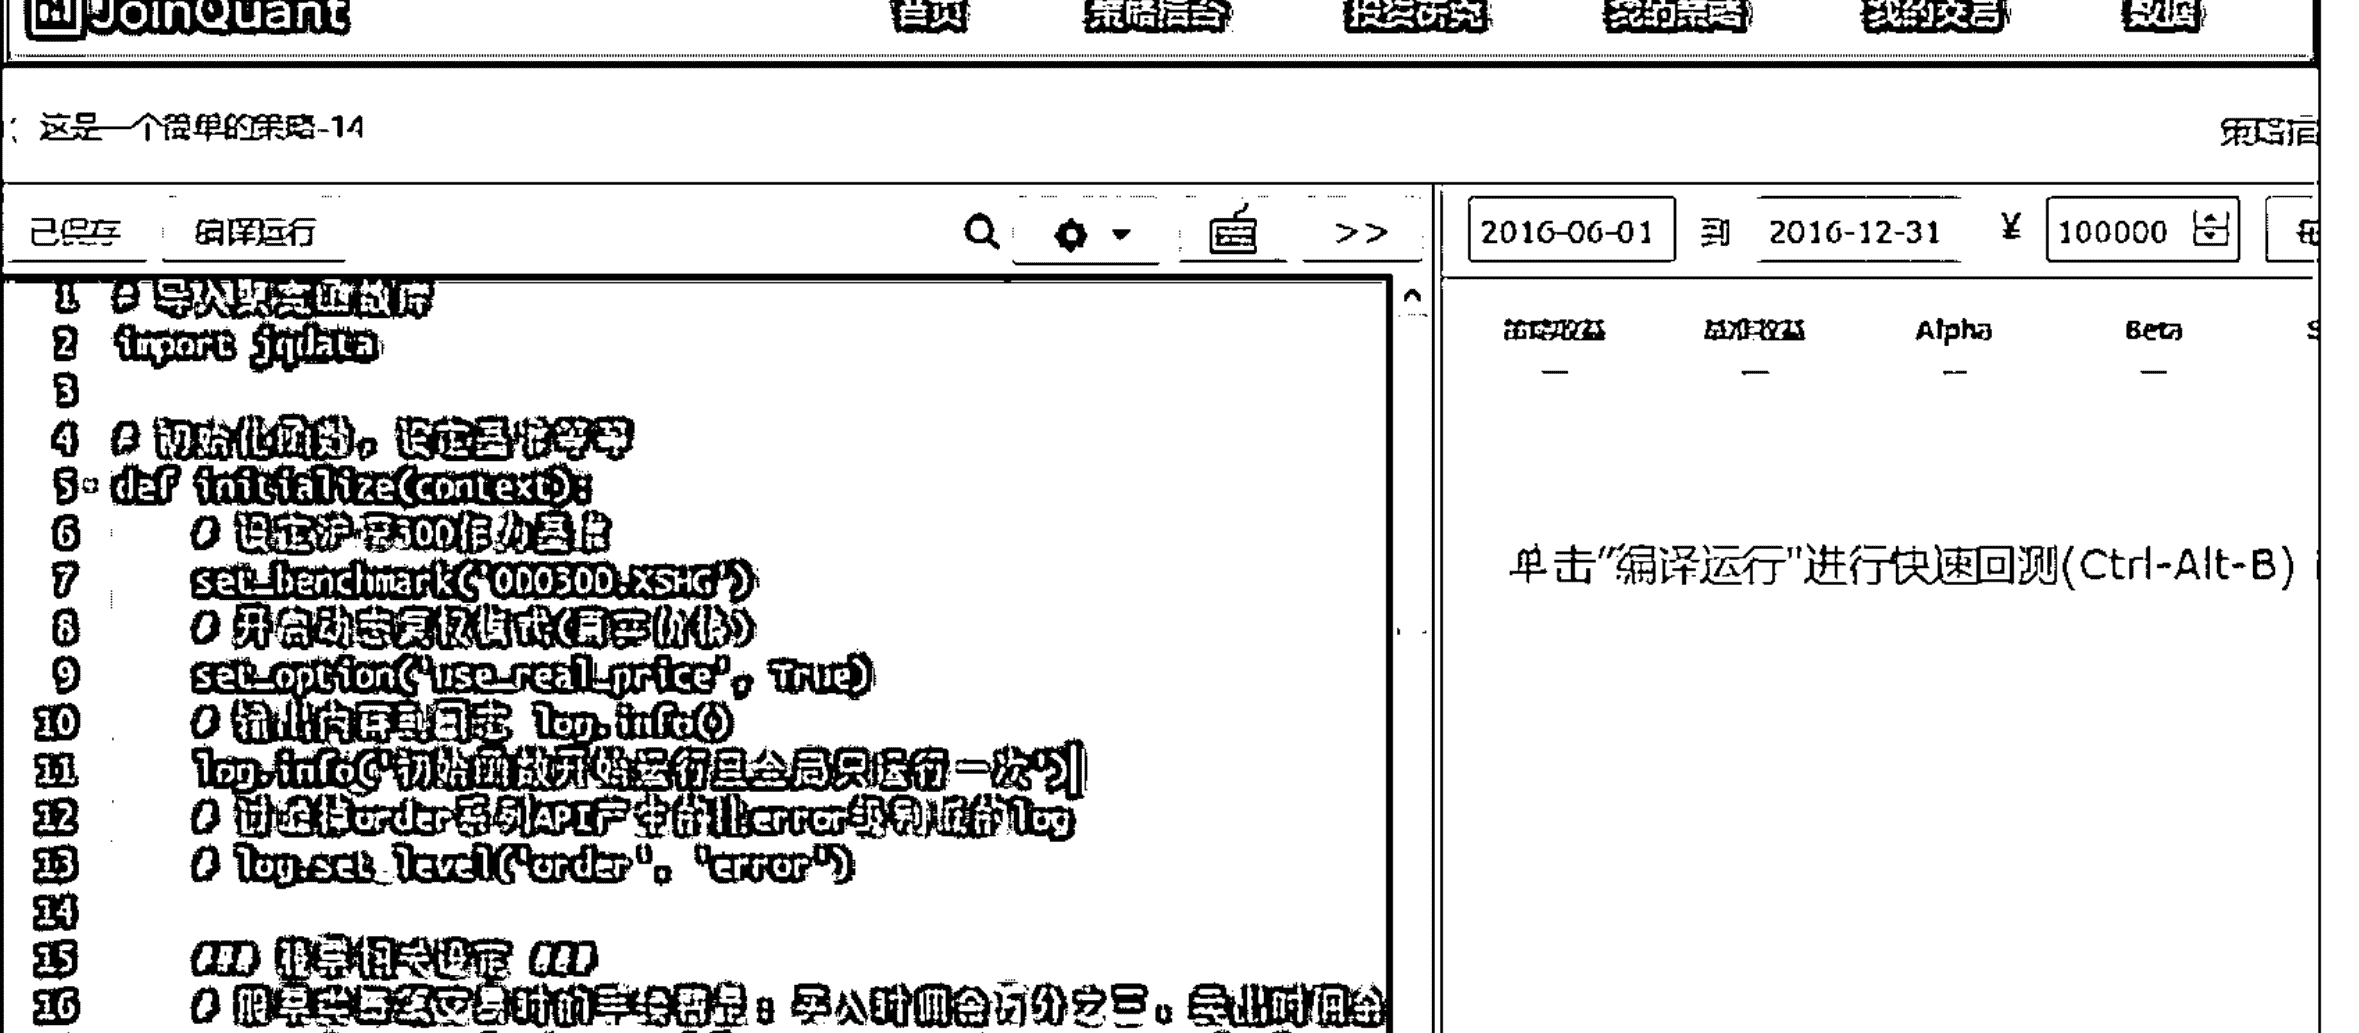 JoinQuant 首页 策略 投资研究 我的策略 我的交易 数据
这是一个简单的策略-14 策略
已保存 编译运行 >> 2016-06-01 到 2016-12-31 ¥ 100000
策略收益 基准收益 Alpha Beta
1 # 导入聚宽函数库
2 import jqdata
3
4 # 初始化函数，设定基准等等
5 def initialize(context):
6 # 设定沪深300作为基准
7 set_benchmark('000300.XSHG')
8 # 开启动态复权模式(真实价格)
9 set_option('use_real_price', True)
10 # 输出内容到日志 log.info()
11 log.info('初始函数开始运行且全局只运行一次')
12 # 过滤掉order系列API产生的比error级别低的log
13 # log.set_level('order', 'error')
14
15 ### 股票相关设定 ###
16 # 股票类每笔交易时的手续费是：买入时佣金万分之三，卖出时佣金
单击"编译运行"进行快速回测(Ctrl-Alt-B)